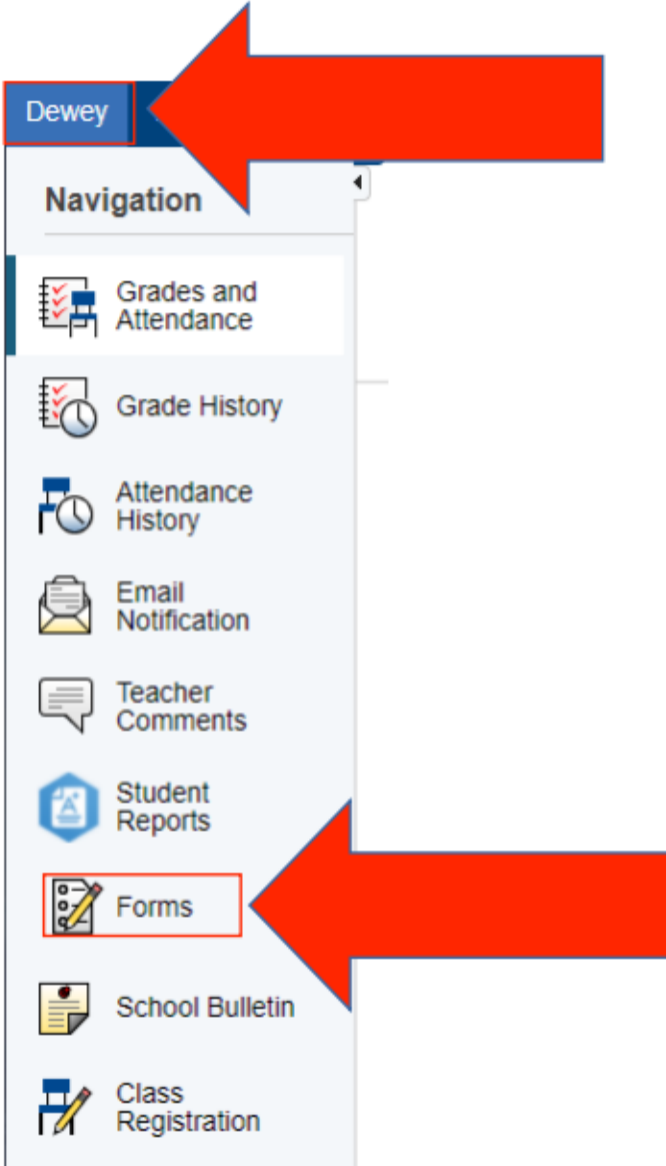 Dewey
Navigation
Grades and
Attendance
Grade History
Attendance
History
Email
Notification
Teacher
Comments
Student
Reports
Forms
School Bulletin
Class
Registration